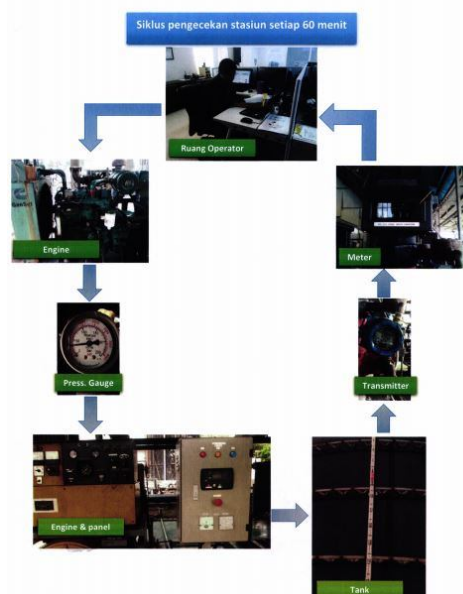 Siklus pengecekan stasiun setiap 60 menit
Ruang Operator
Engine
Meter
Press. Gauge
Transmitter
Engine & panel
Tank